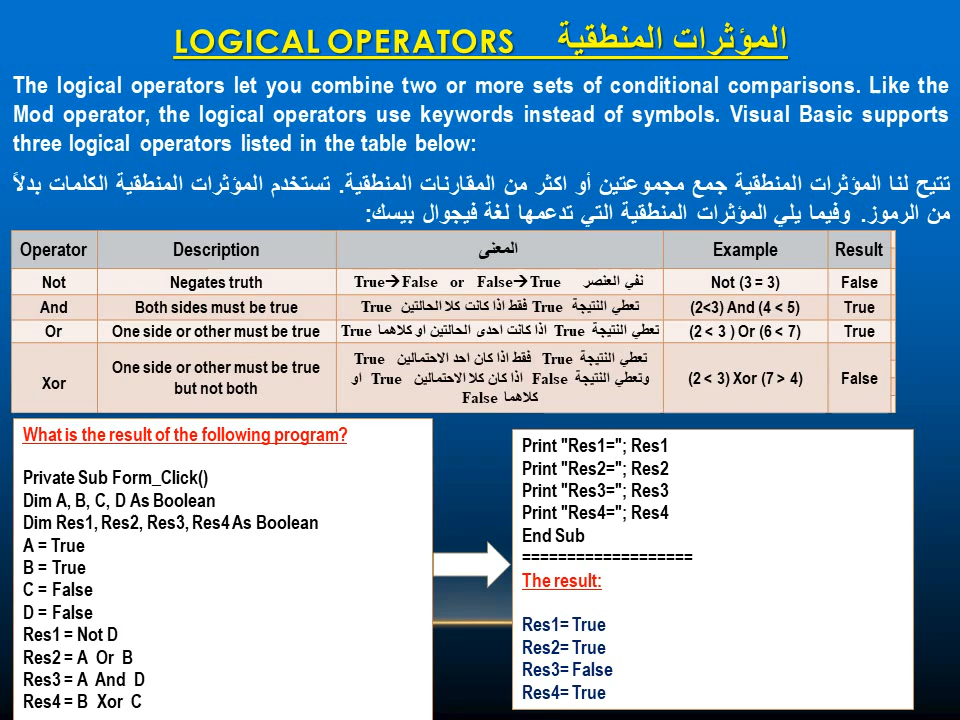 LOGICAL OPERATORS المؤثرات المنطقية
The logical operators let you combine two or more sets of conditional comparisons. Like the
Mod operator, the logical operators use keywords instead of symbols. Visual Basic supports
three logical operators listed in the table below:
تتيح لنا المؤثرات المنطقية جمع مجموعتين أو اكثر من المقارنات المنطقية. تستخدم المؤثرات المنطقية الكلمات بدلاً
من الرموز. وفيما يلي المؤثرات المنطقية التي تدعمها لغة فيجوال بيسك:
Operator Description المعنى Example Result
Not Negates truth نفي العنصر True→False or False→True Not (3 = 3) False
And Both sides must be true تعطي النتيجة True فقط اذا كانت كلا الحالتين True (2<3) And (4 < 5) True
Or One side or other must be true تعطي النتيجة True اذا كانت احدى الحالتين او كلاهما True (2 < 3 ) Or (6 < 7) True
Xor One side or other must be true
but not both
تعطي النتيجة True فقط اذا كان احد الاحتمالين True
وتعطي النتيجة False اذا كان كلا الاحتمالين True او
كلاهما False
(2 < 3) Xor (7 > 4) False
What is the result of the following program?
Private Sub Form_Click()
Dim A, B, C, D As Boolean
Dim Res1, Res2, Res3, Res4 As Boolean
A = True
B = True
C = False
D = False
Res1 = Not D
Res2 = A Or B
Res3 = A And D
Res4 = B Xor C
Print "Res1="; Res1
Print "Res2="; Res2
Print "Res3="; Res3
Print "Res4="; Res4
End Sub
===================
The result:
Res1= True
Res2= True
Res3= False
Res4= True